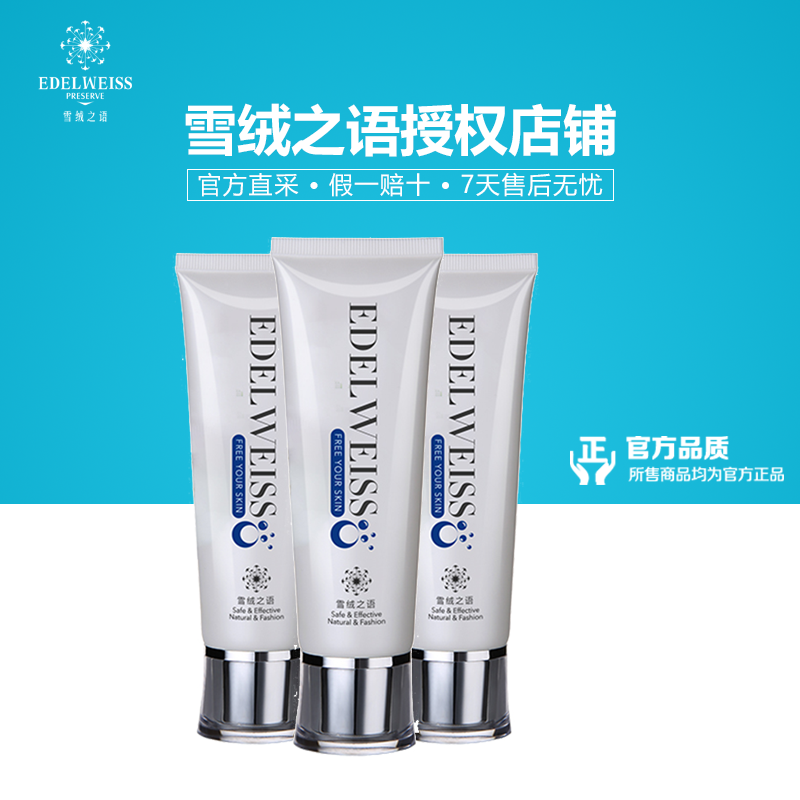 EDELWEISS
PRESERVE
雪绒之语
雪绒之语授权店铺
官方直采 • 假一赔十 • 7天售后无忧
EDELWEISS
FREE YOUR SKIN
雪绒之语
Safe & Effective
Natural & Fashion
EDELWEISS
FREE YOUR SKIN
雪绒之语
Safe & Effective
Natural & Fashion
EDELWEISS
FREE YOUR SKIN
雪绒之语
Safe & Effective
Natural & Fashion
正 官方品质
所售商品均为官方正品